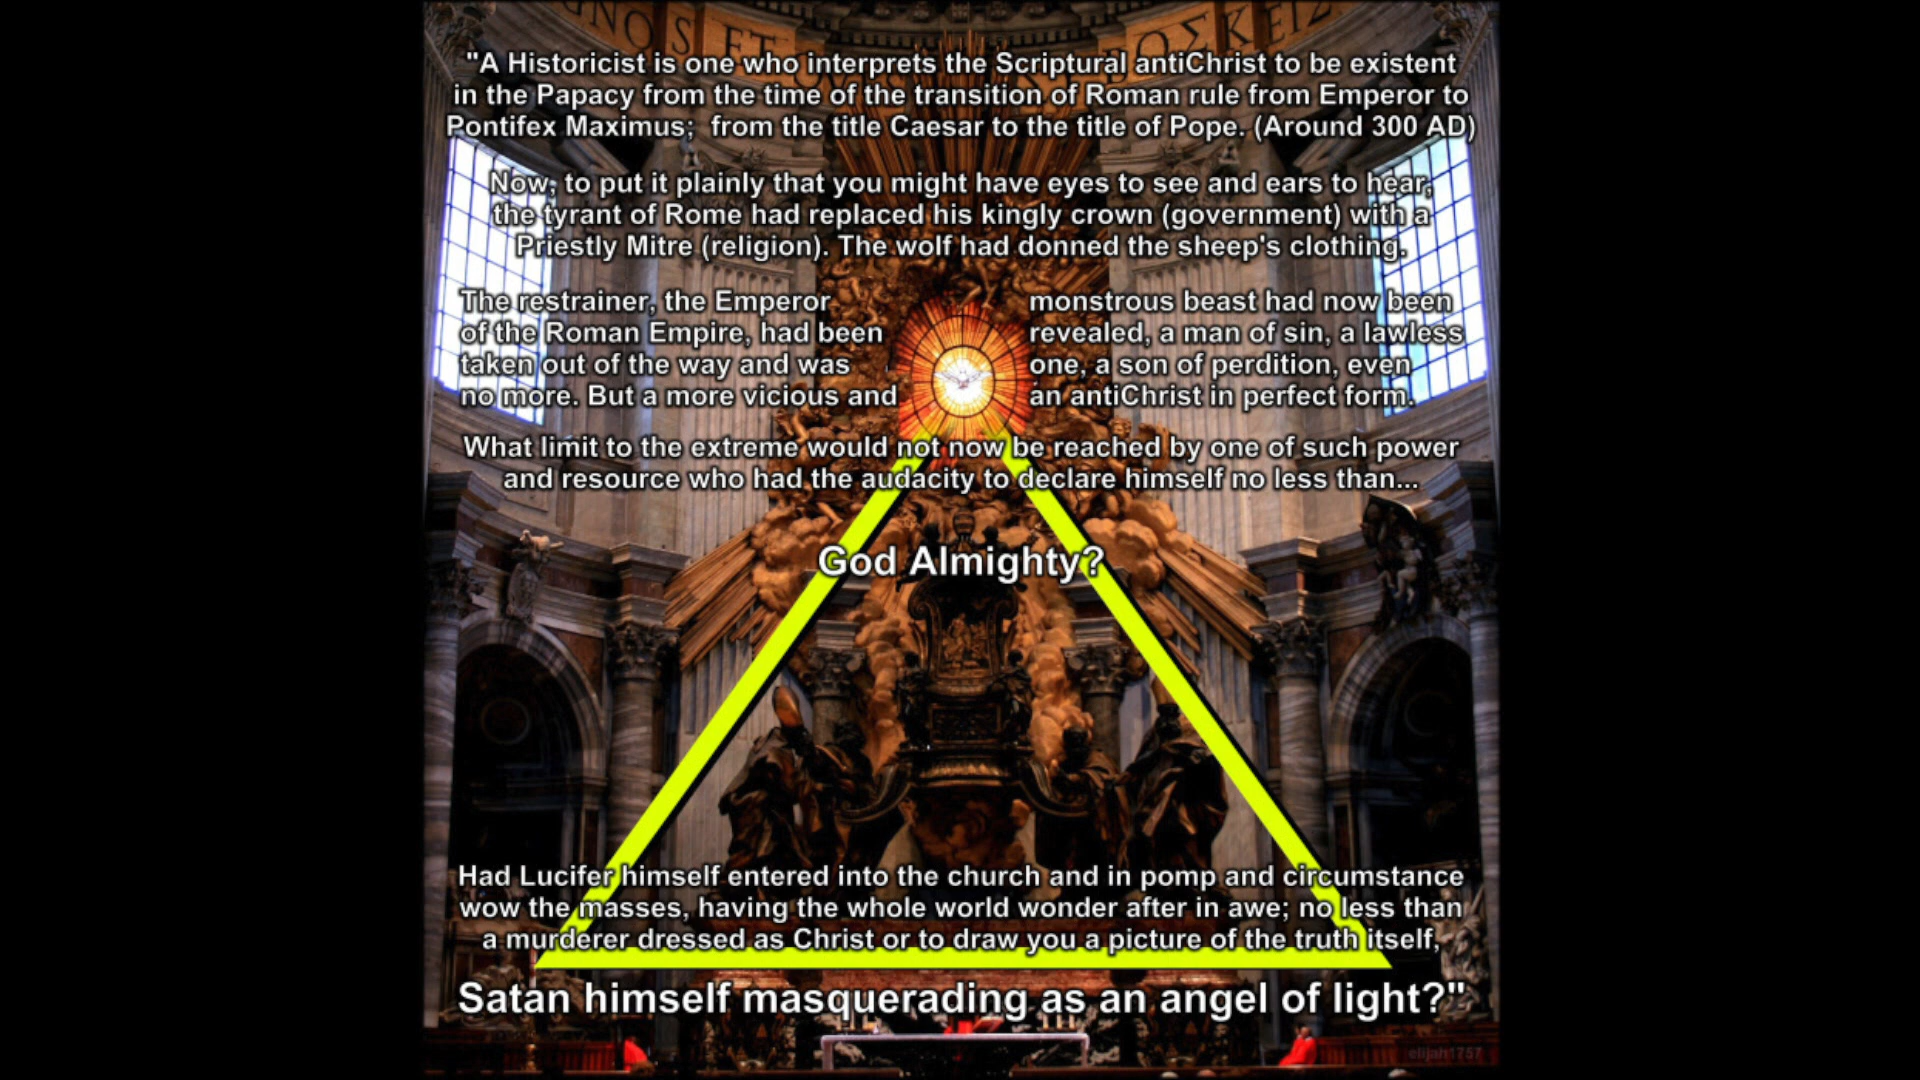 GNOS ET
ΒΟΣΚΕΙΣ
"A Historicist is one who interprets the Scriptural antiChrist to be existent
in the Papacy from the time of the transition of Roman rule from Emperor to
Pontifex Maximus;  from the title Caesar to the title of Pope. (Around 300 AD)
Now, to put it plainly that you might have eyes to see and ears to hear,
the tyrant of Rome had replaced his kingly crown (government) with a
Priestly Mitre (religion). The wolf had donned the sheep's clothing.
The restrainer, the Emperor
of the Roman Empire, had been
taken out of the way and was
no more. But a more vicious and
monstrous beast had now been
revealed, a man of sin, a lawless
one, a son of perdition, even
an antiChrist in perfect form.
What limit to the extreme would not now be reached by one of such power
and resource who had the audacity to declare himself no less than...
God Almighty?
Had Lucifer himself entered into the church and in pomp and circumstance
wow the masses, having the whole world wonder after in awe; no less than
a murderer dressed as Christ or to draw you a picture of the truth itself,
Satan himself masquerading as an angel of light?"
elijah1757